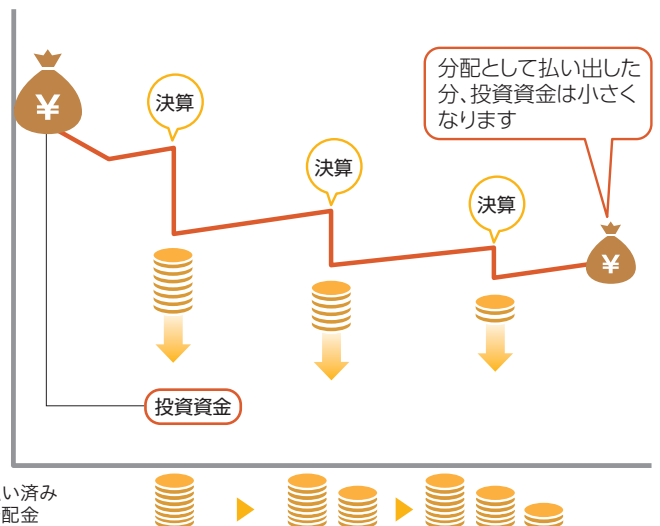 ¥
決算
決算
決算
分配として払い出した
分、投資資金は小さく
なります
¥
投資資金
い済み
配金